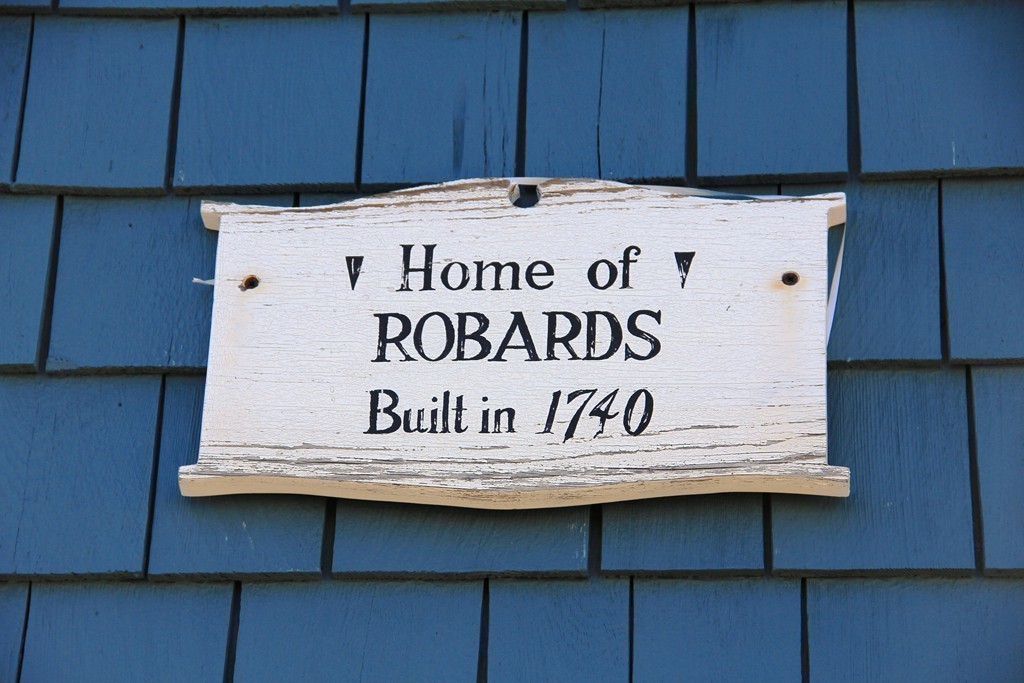 Home of
ROBARDS
Built in 1740